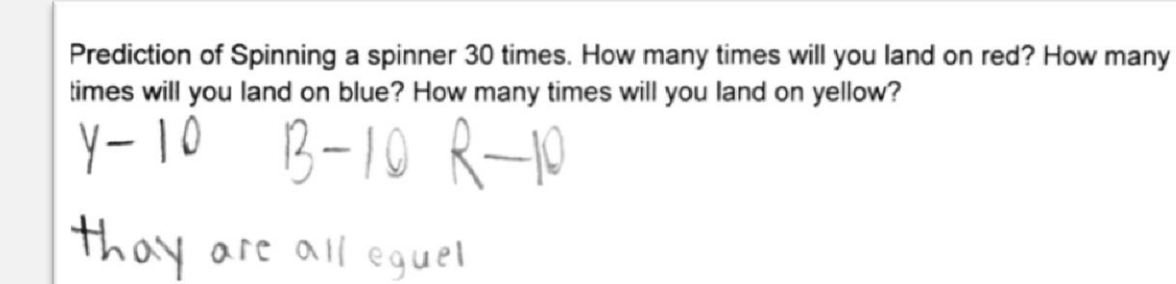 Prediction of Spinning a spinner 30 times. How many times will you land on red? How many
times will you land on blue? How many times will you land on yellow?
Y-10 B-10 R-10
thay are all equel